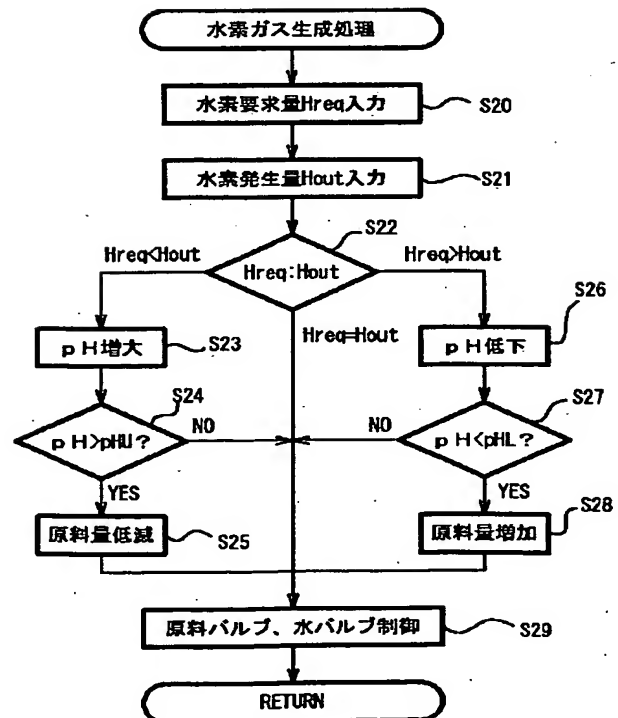 水素ガス生成処理
水素要求量Hreq入力
S20
水素発生量Hout入力
S21
S22
Hreq<Hout
Hreq:Hout
Hreq>Hout
Hreq=Hout
pH増大
S23
S26
pH低下
S24
pH>pHU?
NO
YES
S27
pH<pHL?
NO
YES
原料量低減
S25
S28
原料量増加
原料バルブ、水バルブ制御
S29
RETURN